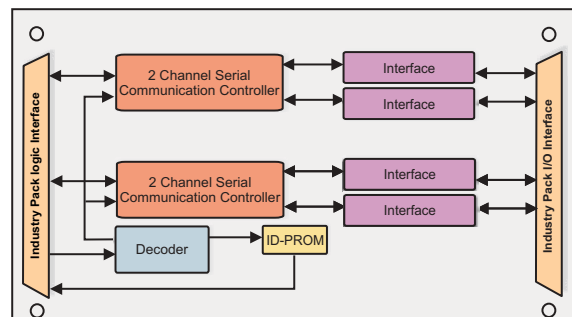 Industry Pack logic Interface
2 Channel Serial
Communication Controller
Interface
Interface
2 Channel Serial
Communication Controller
Interface
Interface
Decoder
ID-PROM
Industry Pack I/O Interface